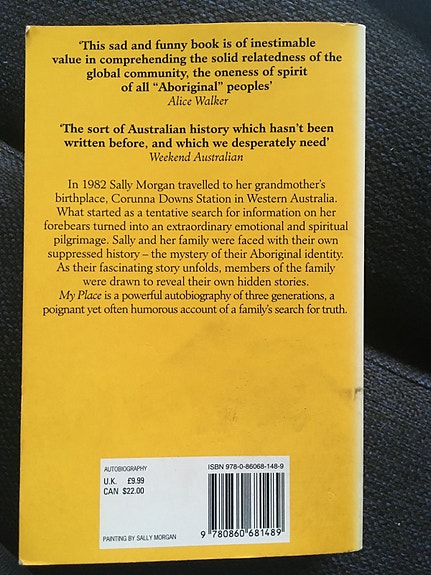 ‘This sad and funny book is of inestimable
value in comprehending the solid relatedness of the
global community, the oneness of spirit
of all “Aboriginal” peoples’
Alice Walker
‘The sort of Australian history which hasn’t been
written before, and which we desperately need’
Weekend Australian
In 1982 Sally Morgan travelled to her grandmother’s
birthplace, Corunna Downs Station in Western Australia.
What started as a tentative search for information on her
forebears turned into an extraordinary emotional and spiritual
pilgrimage. Sally and her family were faced with their own
suppressed history – the mystery of their Aboriginal identity.
As their fascinating story unfolds, members of the family
were drawn to reveal their own hidden stories.
My Place is a powerful autobiography of three generations, a
poignant yet often humorous account of a family’s search for truth.
AUTOBIOGRAPHY
U.K. £9.99
CAN $22.00
PAINTING BY SALLY MORGAN
ISBN 978-0-86068-148-9
9 780860 681489